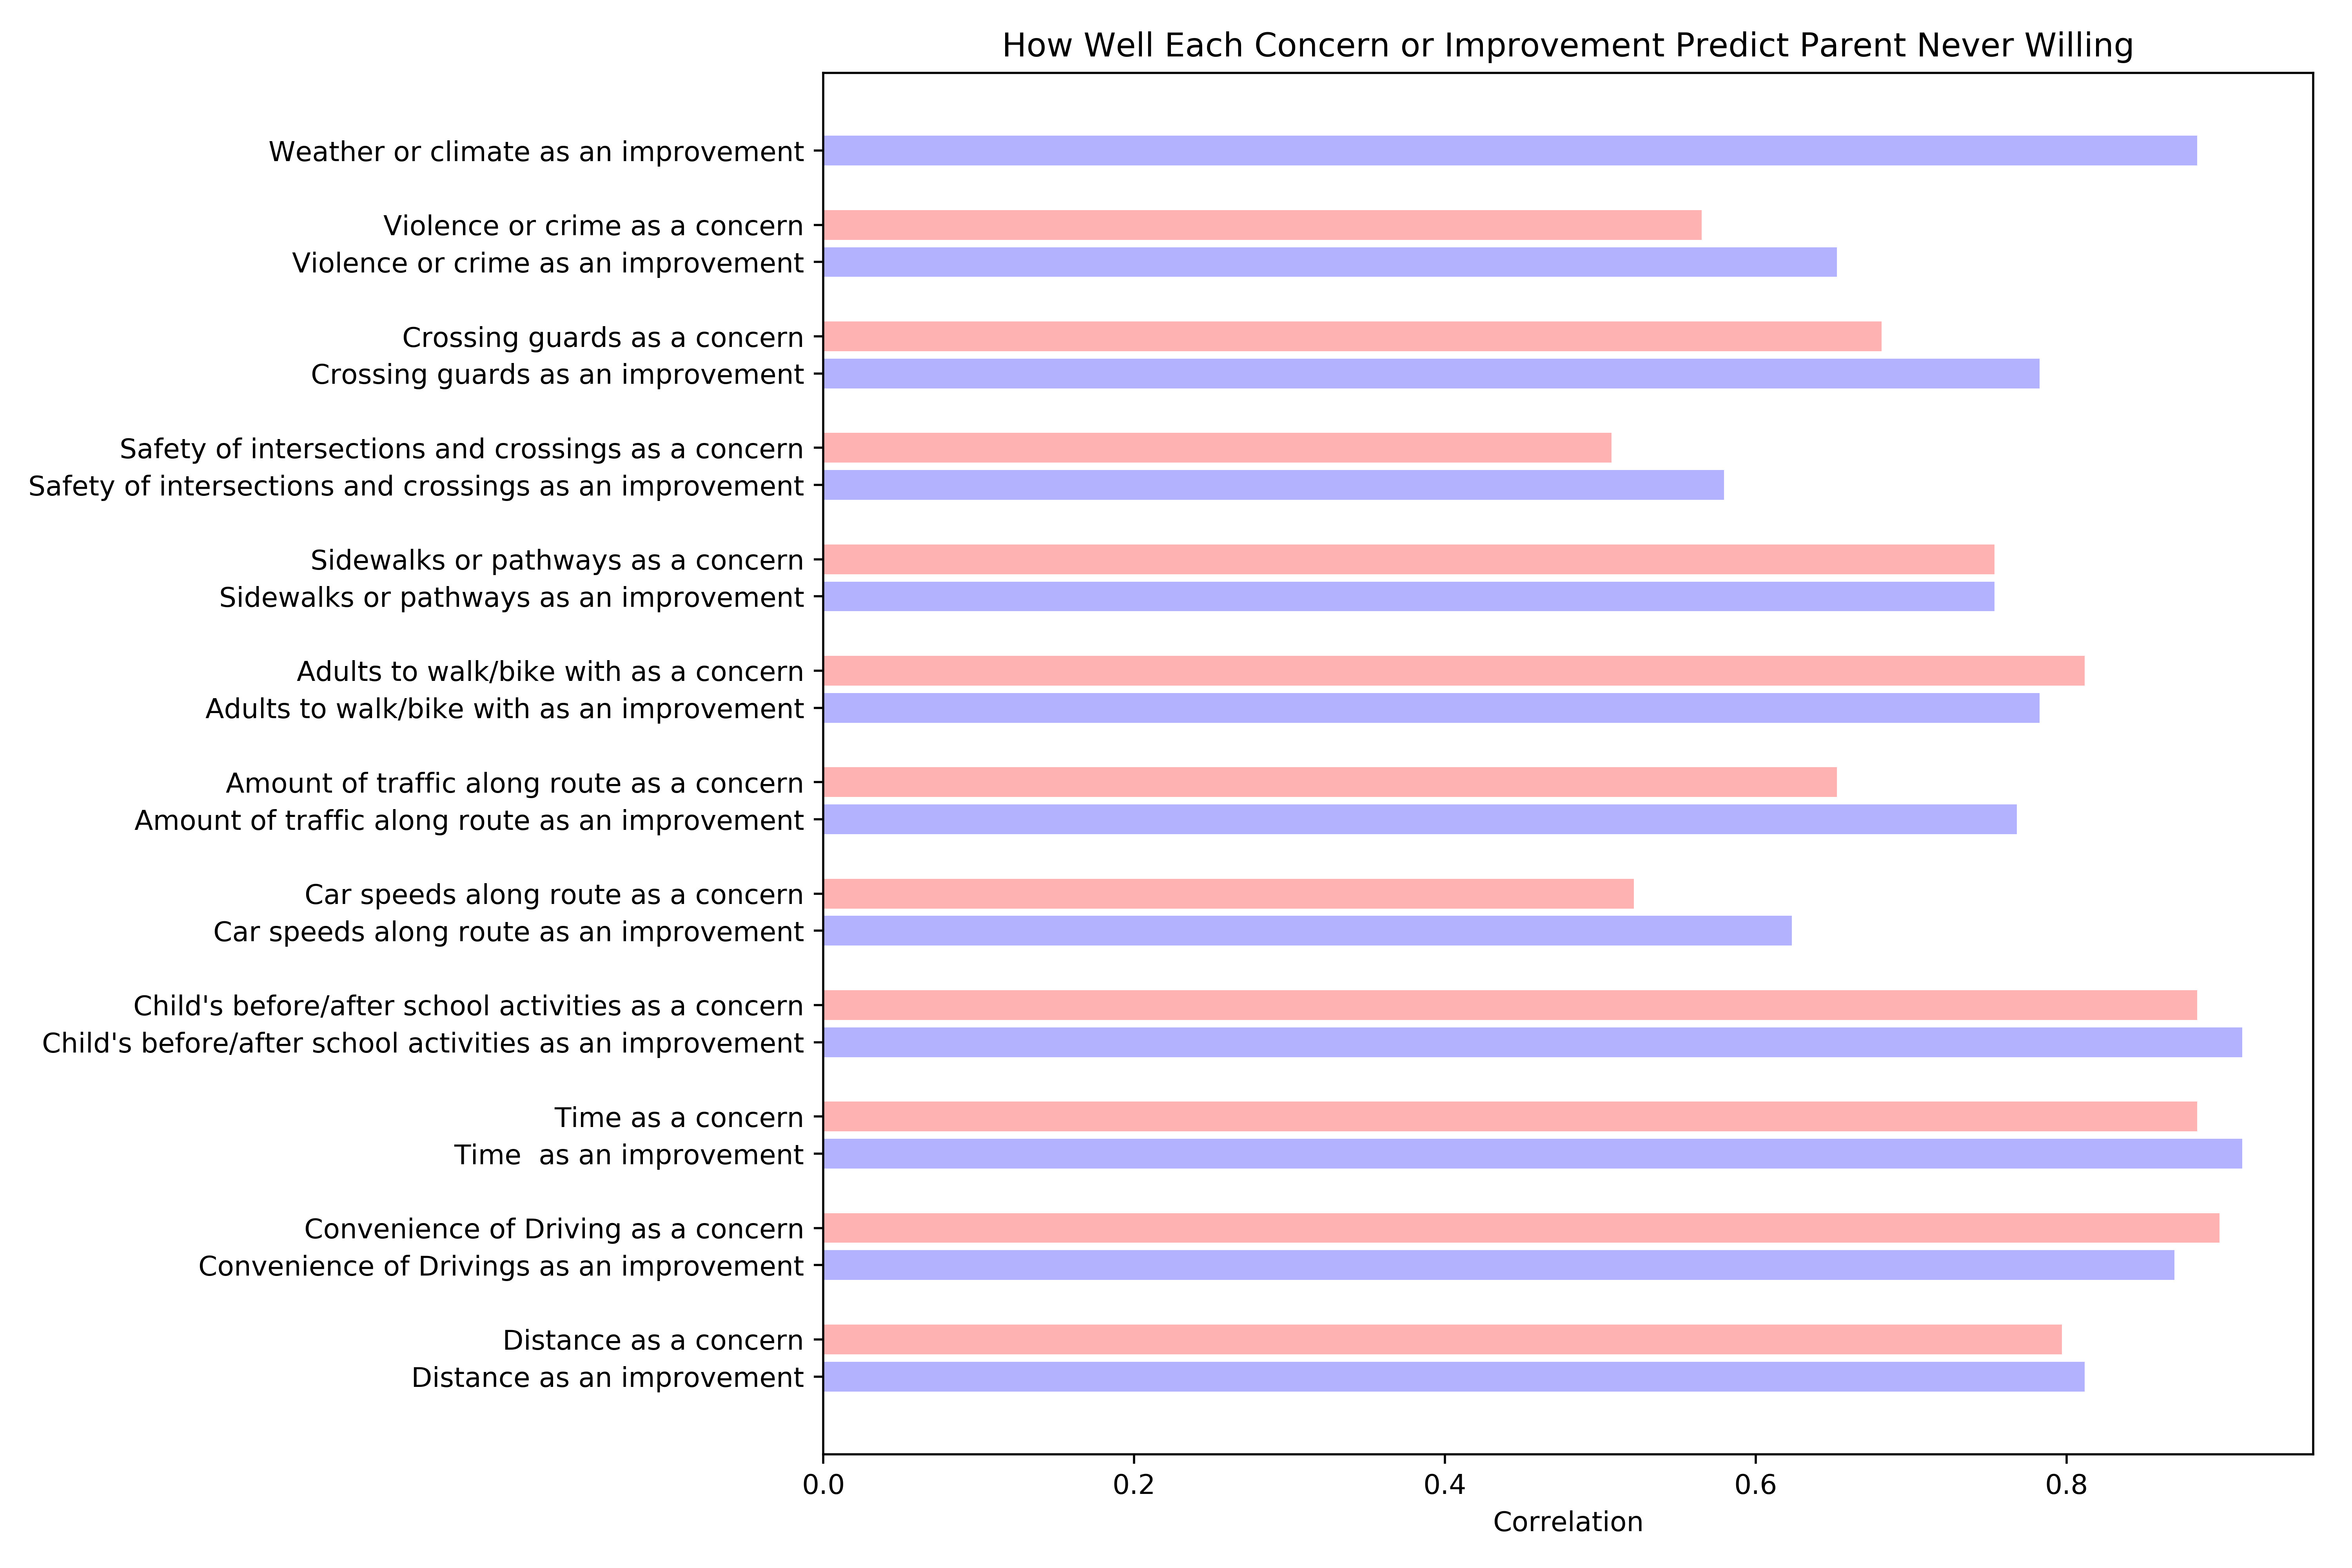 How Well Each Concern or Improvement Predict Parent Never Willing
Weather or climate as an improvement
Violence or crime as a concern
Violence or crime as an improvement
Crossing guards as a concern
Crossing guards as an improvement
Safety of intersections and crossings as a concern
Safety of intersections and crossings as an improvement
Sidewalks or pathways as a concern
Sidewalks or pathways as an improvement
Adults to walk/bike with as a concern
Adults to walk/bike with as an improvement
Amount of traffic along route as a concern
Amount of traffic along route as an improvement
Car speeds along route as a concern
Car speeds along route as an improvement
Child's before/after school activities as a concern
Child's before/after school activities as an improvement
Time as a concern
Time  as an improvement
Convenience of Driving as a concern
Convenience of Drivings as an improvement
Distance as a concern
Distance as an improvement
0.0 0.2 0.4 0.6 0.8
Correlation